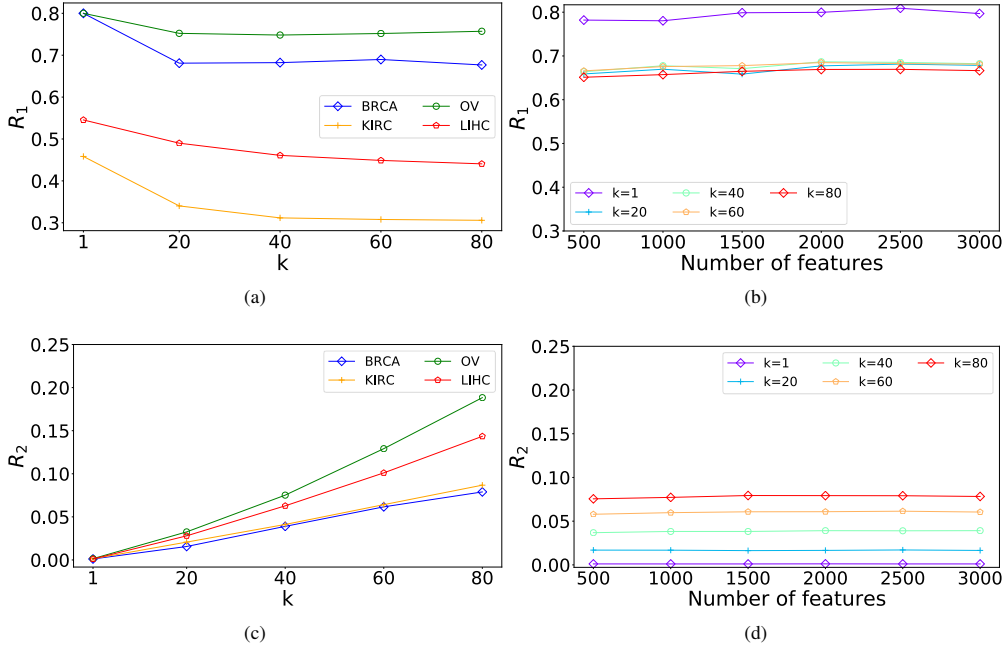 R1
0.8
0.7
0.6
0.5
0.4
0.3
BRCA
KIRC
OV
LIHC
1 20 40 60 80
k
(a)
R1
0.8
0.7
0.6
0.5
0.4
0.3
k=1
k=20
k=40
k=60
k=80
500 1000 1500 2000 2500 3000
Number of features
(b)
R2
0.25
0.20
0.15
0.10
0.05
0.00
BRCA
KIRC
OV
LIHC
1 20 40 60 80
k
(c)
R2
0.25
0.20
0.15
0.10
0.05
0.00
k=1
k=20
k=40
k=60
k=80
500 1000 1500 2000 2500 3000
Number of features
(d)